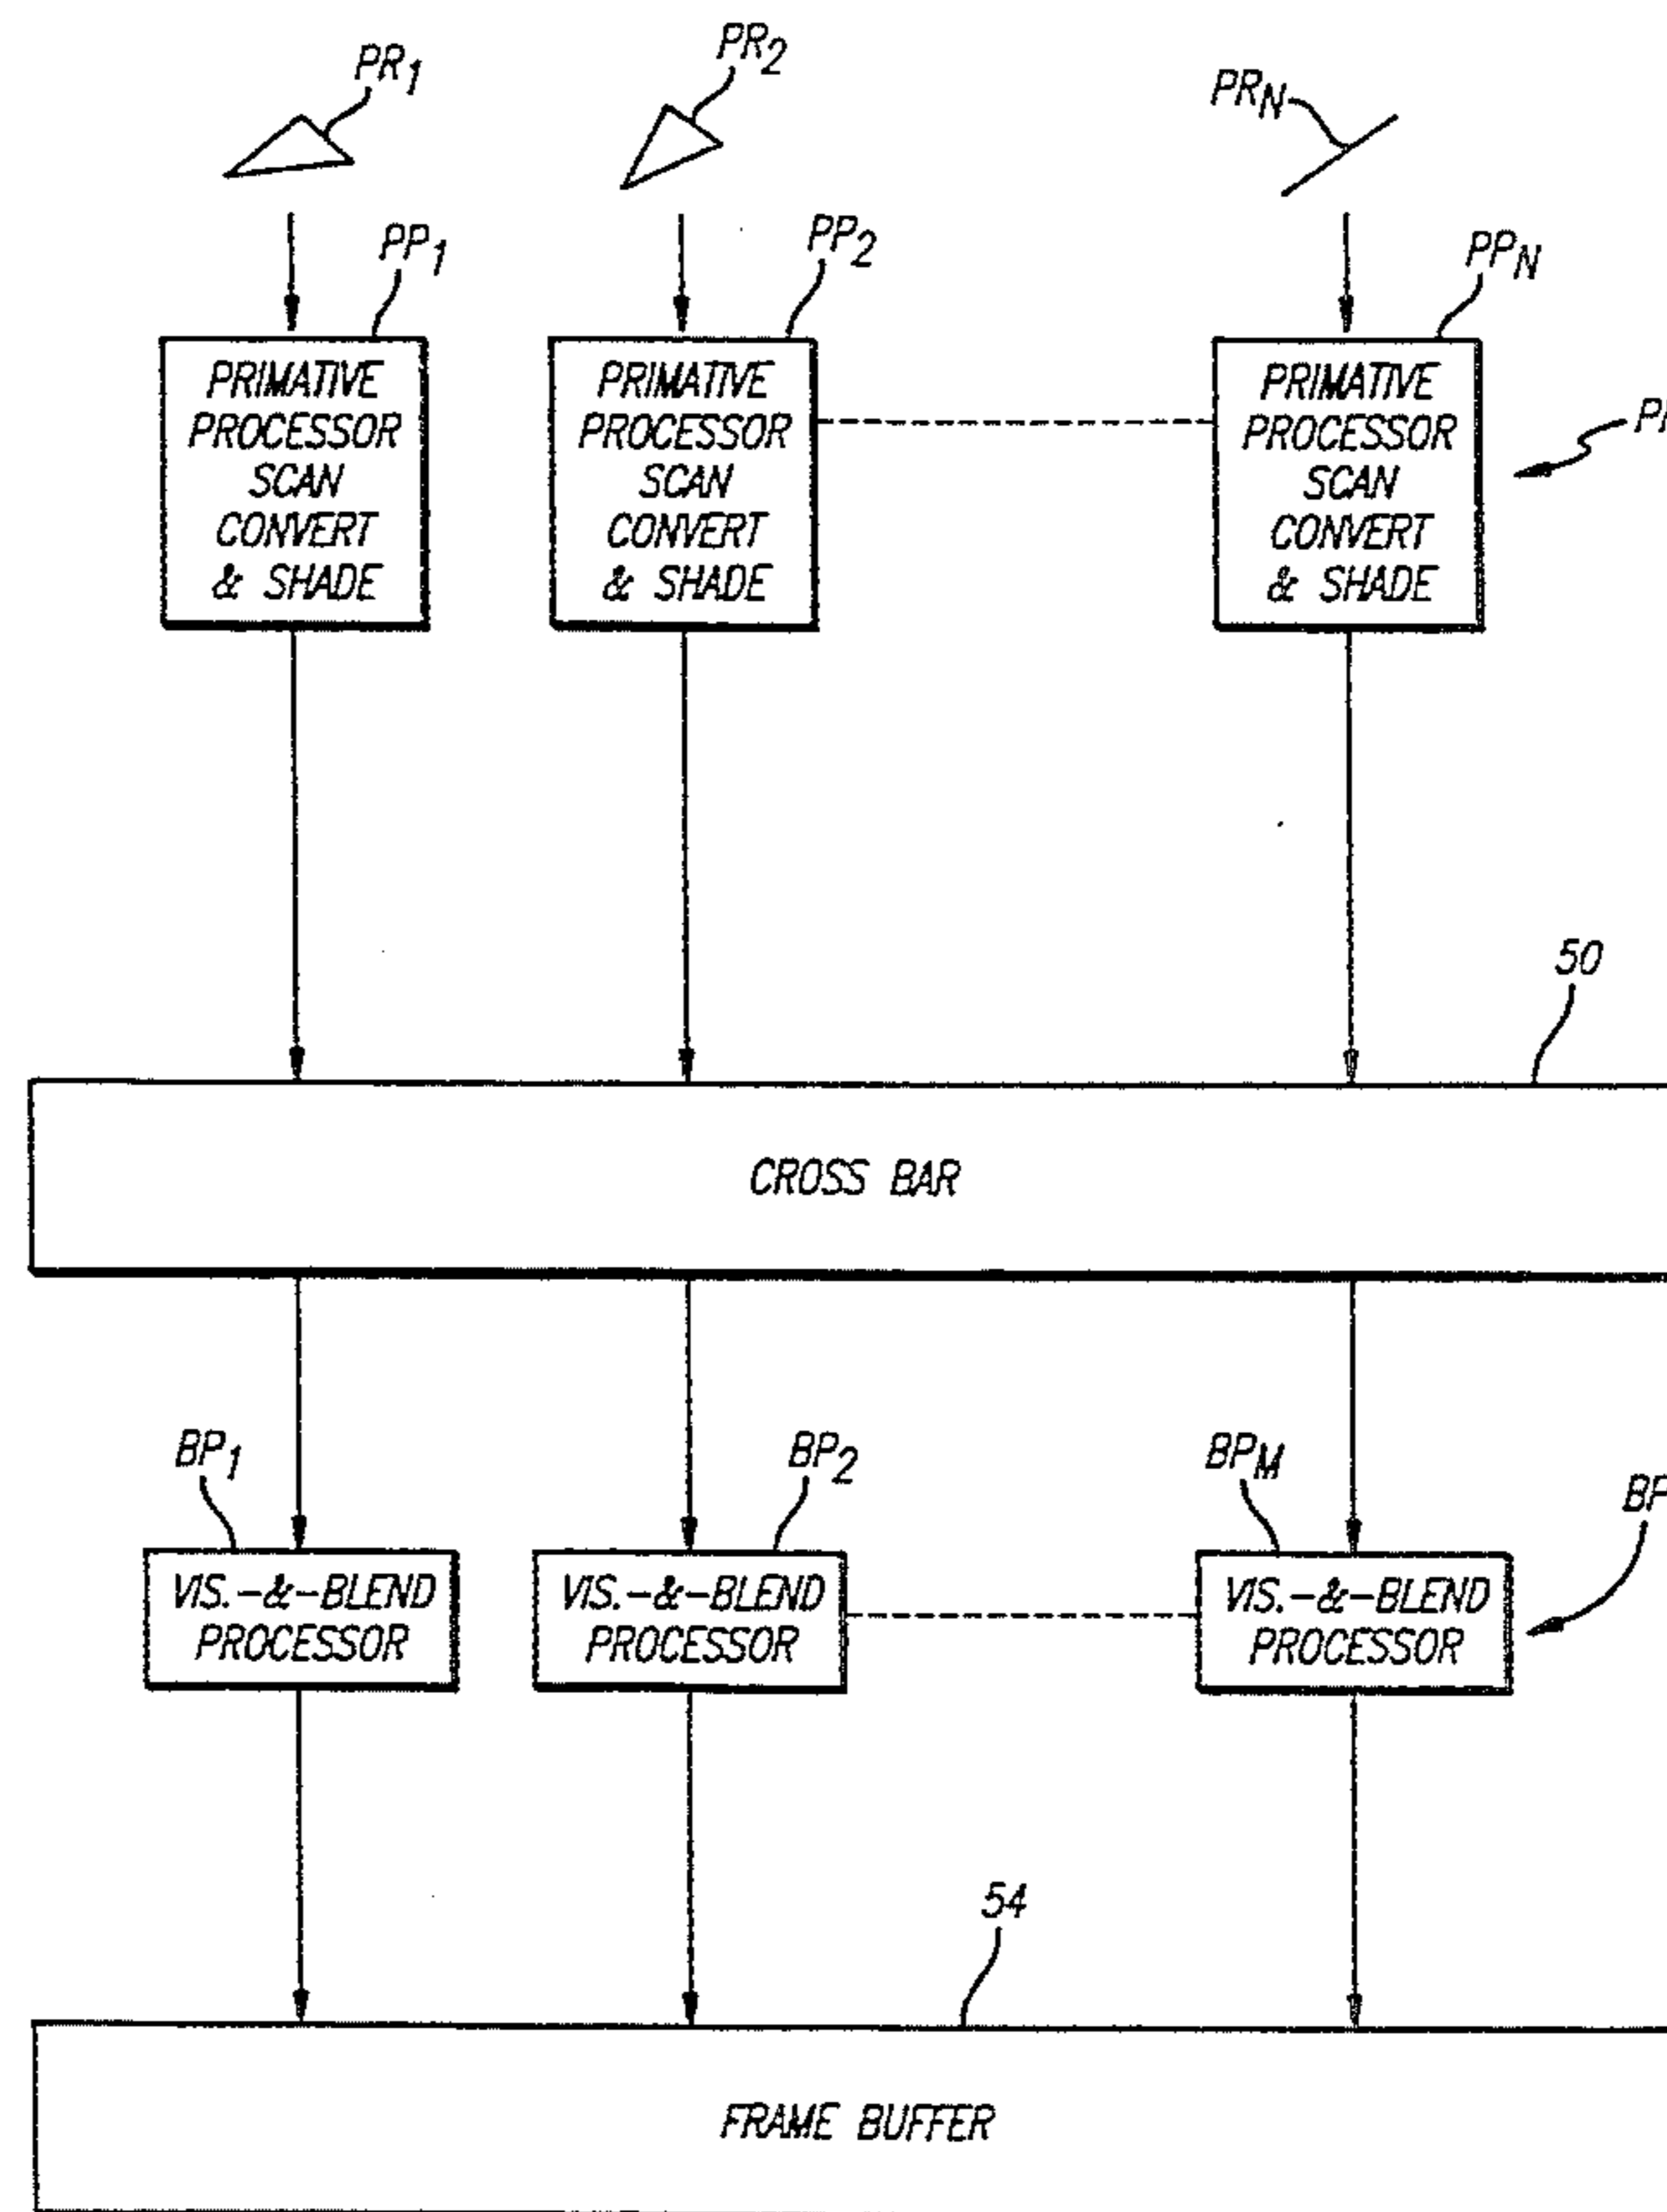 PR1
PR2
PRN
PP1
PP2
PPN
PRIMATIVE
PROCESSOR
SCAN
CONVERT
& SHADE
PRIMATIVE
PROCESSOR
SCAN
CONVERT
& SHADE
PRIMATIVE
PROCESSOR
SCAN
CONVERT
& SHADE
50
CROSS BAR
BP1
BP2
BPM
BP
VIS.-&-BLEND
PROCESSOR
VIS.-&-BLEND
PROCESSOR
VIS.-&-BLEND
PROCESSOR
54
FRAME BUFFER